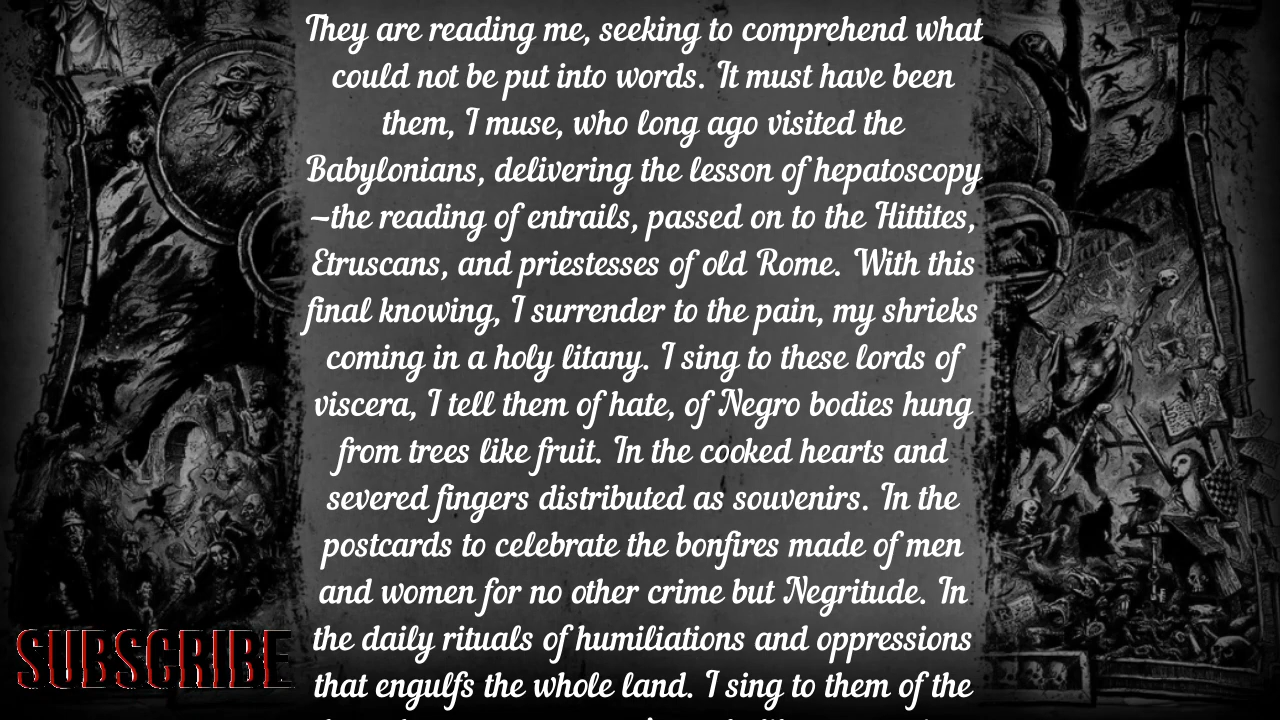 They are reading me, seeking to comprehend what
could not be put into words. It must have been
them, I muse, who long ago visited the
Babylonians, delivering the lesson of hepatoscopy
—the reading of entrails, passed on to the Hittites,
Etruscans, and priestesses of old Rome. With this
final knowing, I surrender to the pain, my shrieks
coming in a holy litany. I sing to these lords of
viscera, I tell them of hate, of Negro bodies hung
from trees like fruit. In the cooked hearts and
severed fingers distributed as souvenirs. In the
postcards to celebrate the bonfires made of men
and women for no other crime but Negritude. In
the daily rituals of humiliations and oppressions
that engulfs the whole land. I sing to them of the
SUBSCRIBE